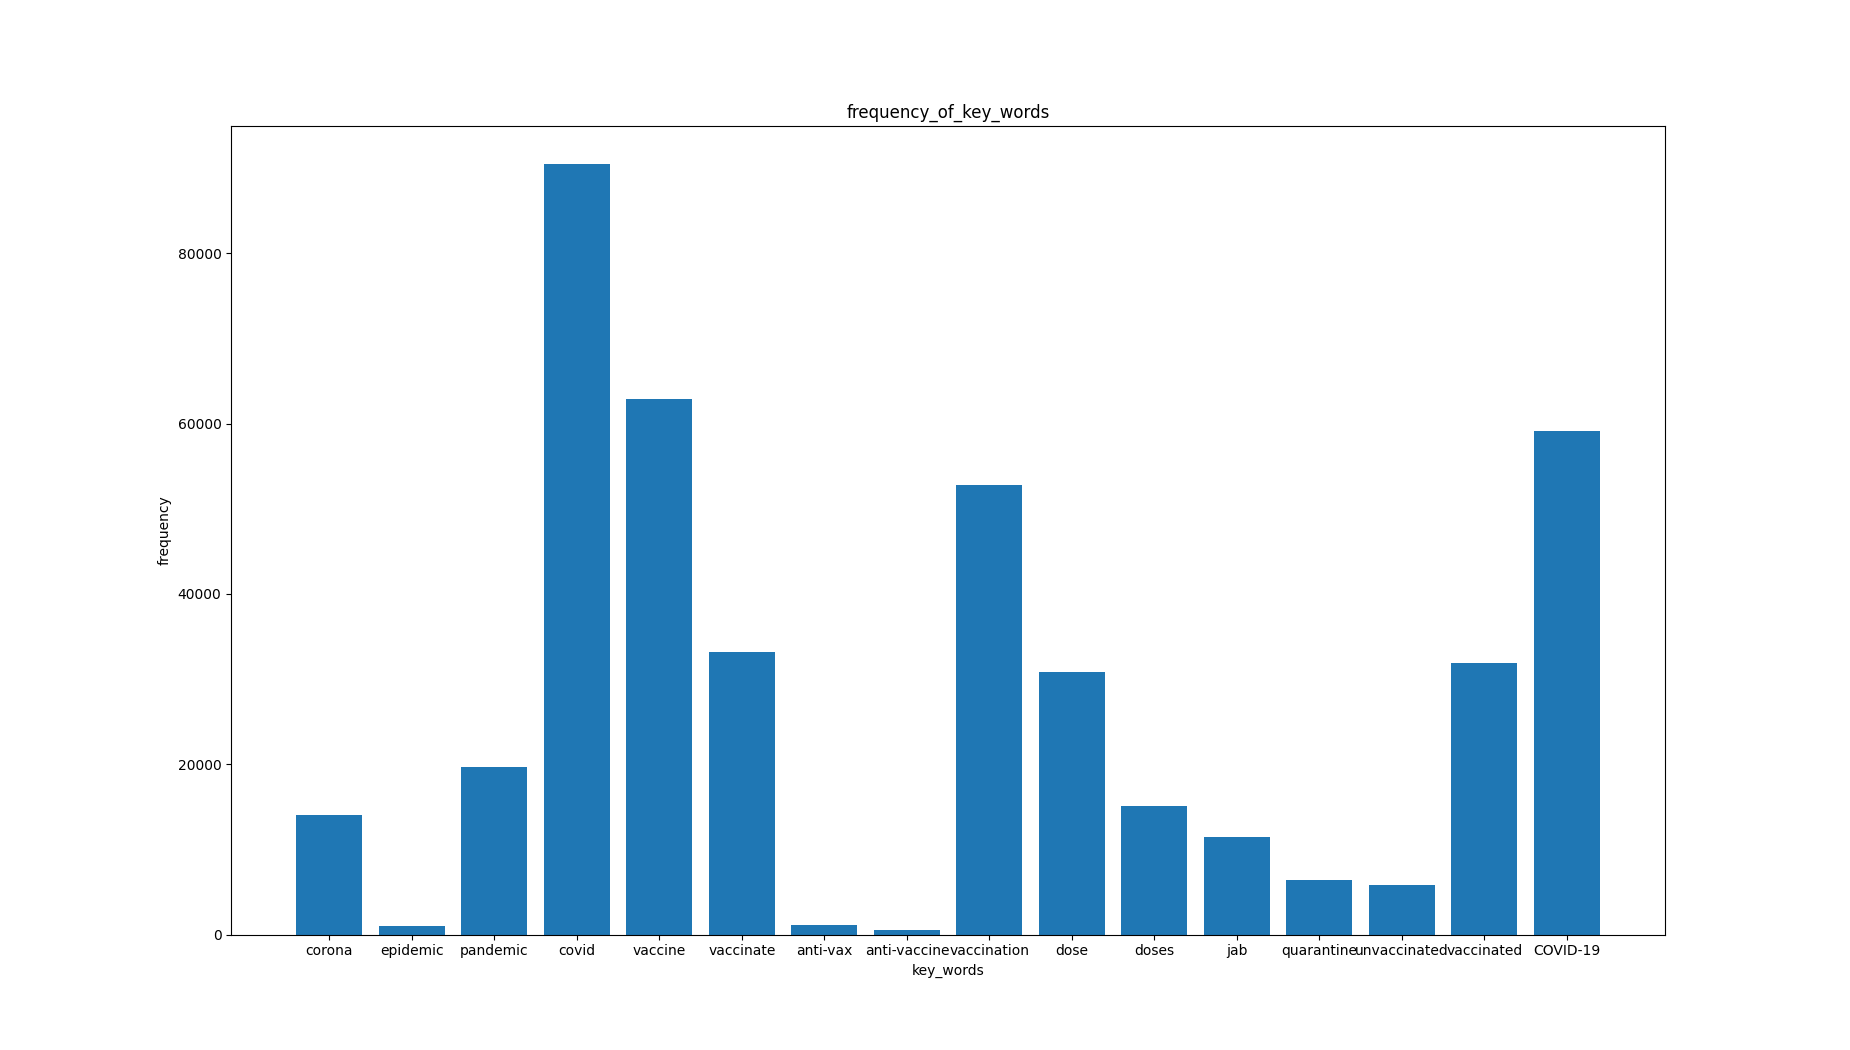 frequency_of_key_words
80000
60000
40000
20000
0
frequency
corona epidemic pandemic covid vaccine vaccinate anti-vax anti-vaccine vaccination dose doses jab quarantine unvaccinated vaccinated COVID-19
key_words